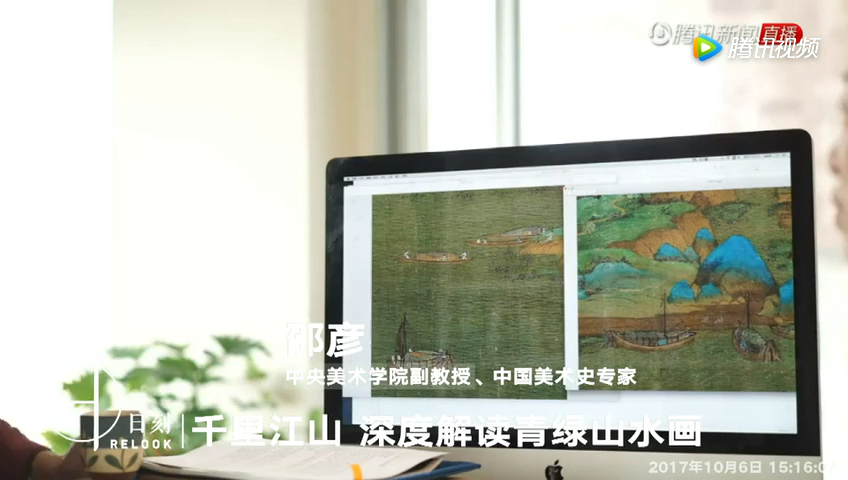 腾讯新闻 直播
腾讯视频
邵彦
中央美术学院副教授、中国美术史专家
日刻
RELOOK
千里江山 深度解读青绿山水画
2017年10月6日 15:16:07